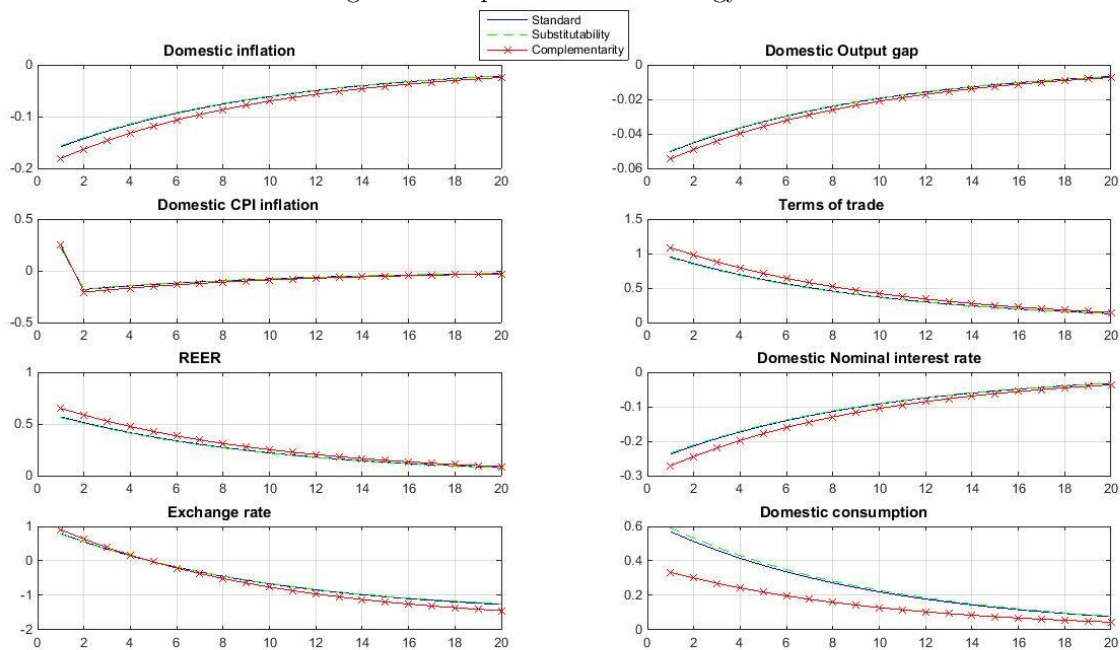 Standard
Substitutability
Complementarity
Domestic inflation
0
-0.1
-0.2
0 2 4 6 8 10 12 14 16 18 20
Domestic Output gap
0
-0.02
-0.04
-0.06
0 2 4 6 8 10 12 14 16 18 20
Domestic CPI inflation
0.5
0
-0.5
0 2 4 6 8 10 12 14 16 18 20
Terms of trade
1.5
1
0.5
0
0 2 4 6 8 10 12 14 16 18 20
REER
1
0.5
0
0 2 4 6 8 10 12 14 16 18 20
Domestic Nominal interest rate
0
-0.1
-0.2
-0.3
0 2 4 6 8 10 12 14 16 18 20
Exchange rate
1
0
-1
-2
0 2 4 6 8 10 12 14 16 18 20
Domestic consumption
0.6
0.4
0.2
0
0 2 4 6 8 10 12 14 16 18 20